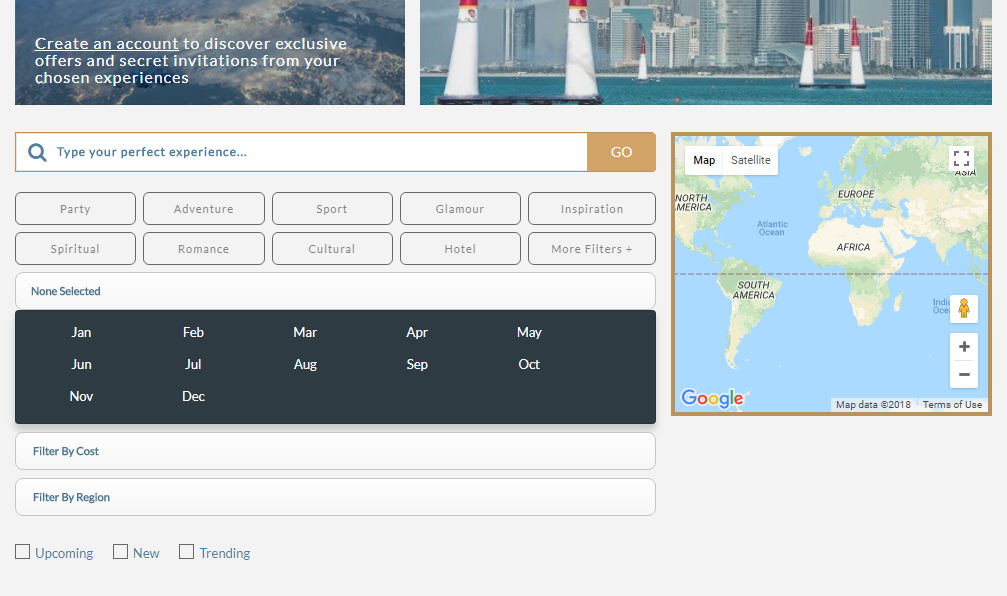 Create an account to discover exclusive
offers and secret invitations from your
chosen experiences
Type your perfect experience...
GO
Party
Adventure
Sport
Glamour
Inspiration
Spiritual
Romance
Cultural
Hotel
More Filters +
None Selected
Jan
Feb
Mar
Apr
May
Jun
Jul
Aug
Sep
Oct
Nov
Dec
Filter By Cost
Filter By Region
Upcoming
New
Trending
Map
Satellite
ASIA
NORTH
AMERICA
EUROPE
Atlantic
Ocean
AFRICA
SOUTH
AMERICA
Google
Map data ©2018
Terms of Use